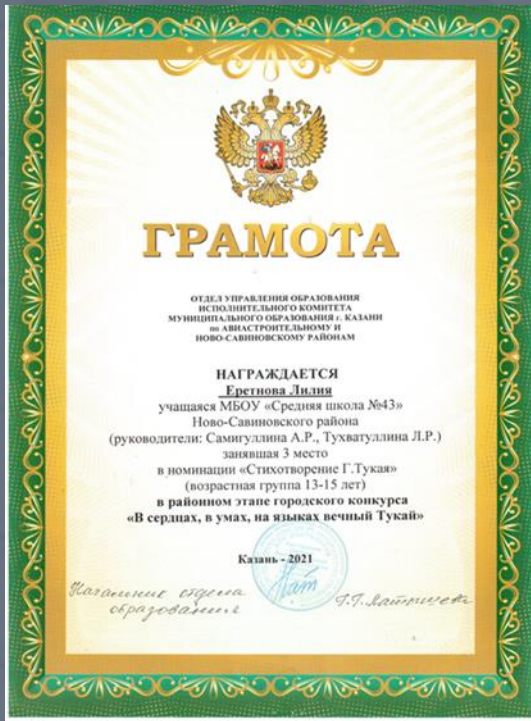 ГРАМОТА
ОТДЕЛ УПРАВЛЕНИЯ ОБРАЗОВАНИЯ
ИСПОЛНИТЕЛЬНОГО КОМИТЕТА
МУНИЦИПАЛЬНОГО ОБРАЗОВАНИЯ г. КАЗАНИ
по АВИАСТРОИТЕЛЬНОМУ И
НОВО-САВИНОВСКОМУ РАЙОНАМ
НАГРАЖДАЕТСЯ
Еретнова Лилия
учащаяся МБОУ «Средняя школа №43»
Ново-Савиновского района
(руководители: Самигуллина А.Р., Тухватуллина Л.Р.)
занявшая 3 место
в номинации «Стихотворение Г.Тукая»
(возрастная группа 13-15 лет)
в районном этапе городского конкурса
«В сердцах, в умах, на языках вечный Тукай»
Казань - 2021
Начальник отдела
образования